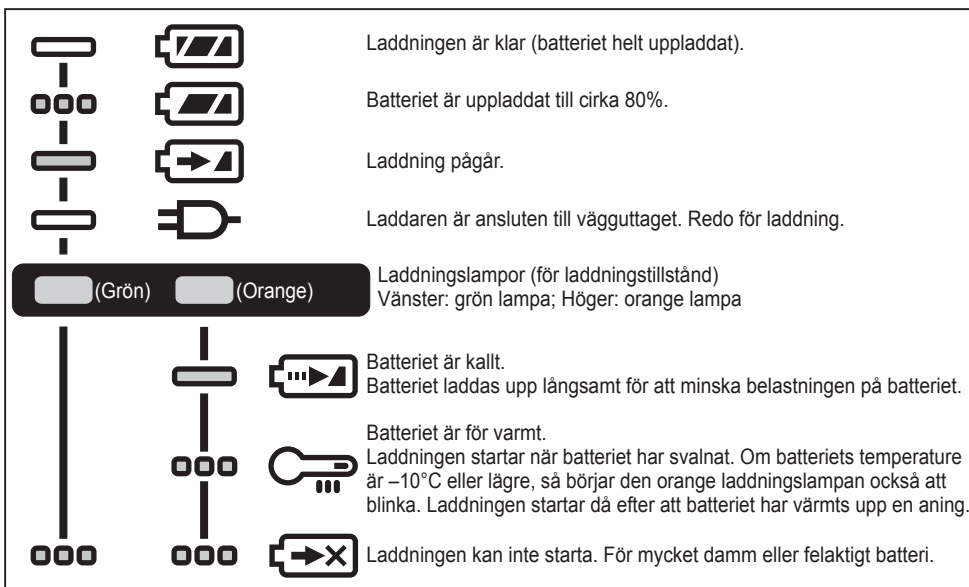 Laddningen är klar (batteriet helt uppladdat).
Batteriet är uppladdat till cirka 80%.
Laddning pågår.
Laddaren är ansluten till vägguttaget. Redo för laddning.
(Grön) (Orange)
Laddningslampor (för laddningstillstånd)
Vänster: grön lampa; Höger: orange lampa
Batteriet är kallt.
Batteriet laddas upp långsamt för att minska belastningen på batteriet.
Batteriet är för varmt.
Laddningen startar när batteriet har svalnat. Om batteriets temperature
är –10°C eller lägre, så börjar den orange laddningslampan också att
blinka. Laddningen startar då efter att batteriet har värmts upp en aning.
Laddningen kan inte starta. För mycket damm eller felaktigt batteri.